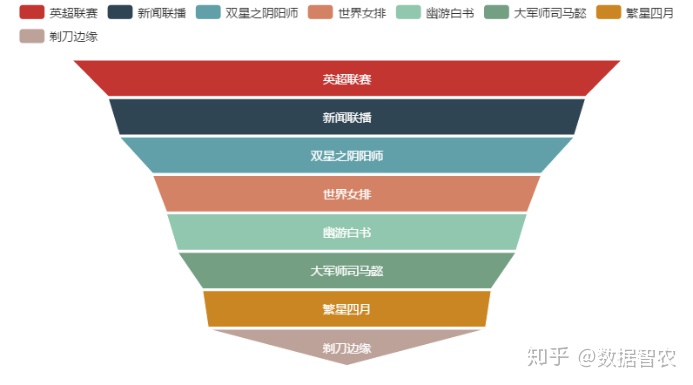 英超联赛 新闻联播 双星之阴阳师 世界女排 幽游白书 大军师司马懿 繁星四月
剃刀边缘
英超联赛
新闻联播
双星之阴阳师
世界女排
幽游白书
大军师司马懿
繁星四月
剃刀边缘
知乎 @数据智农